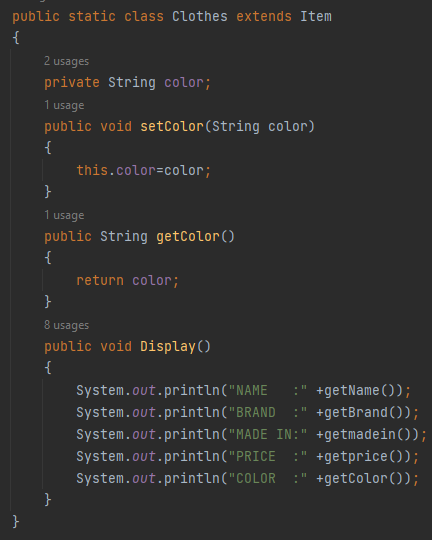 public static class Clothes extends Item
{
2 usages
private String color;
1 usage
public void setColor(String color)
{
this.color=color;
}
1 usage
public String getColor()
{
return color;
}
8 usages
public void Display()
{
System.out.println("NAME   :" +getName());
System.out.println("BRAND  :" +getBrand());
System.out.println("MADE IN:" +getmadein());
System.out.println("PRICE  :" +getprice());
System.out.println("COLOR  :" +getColor());
}
}